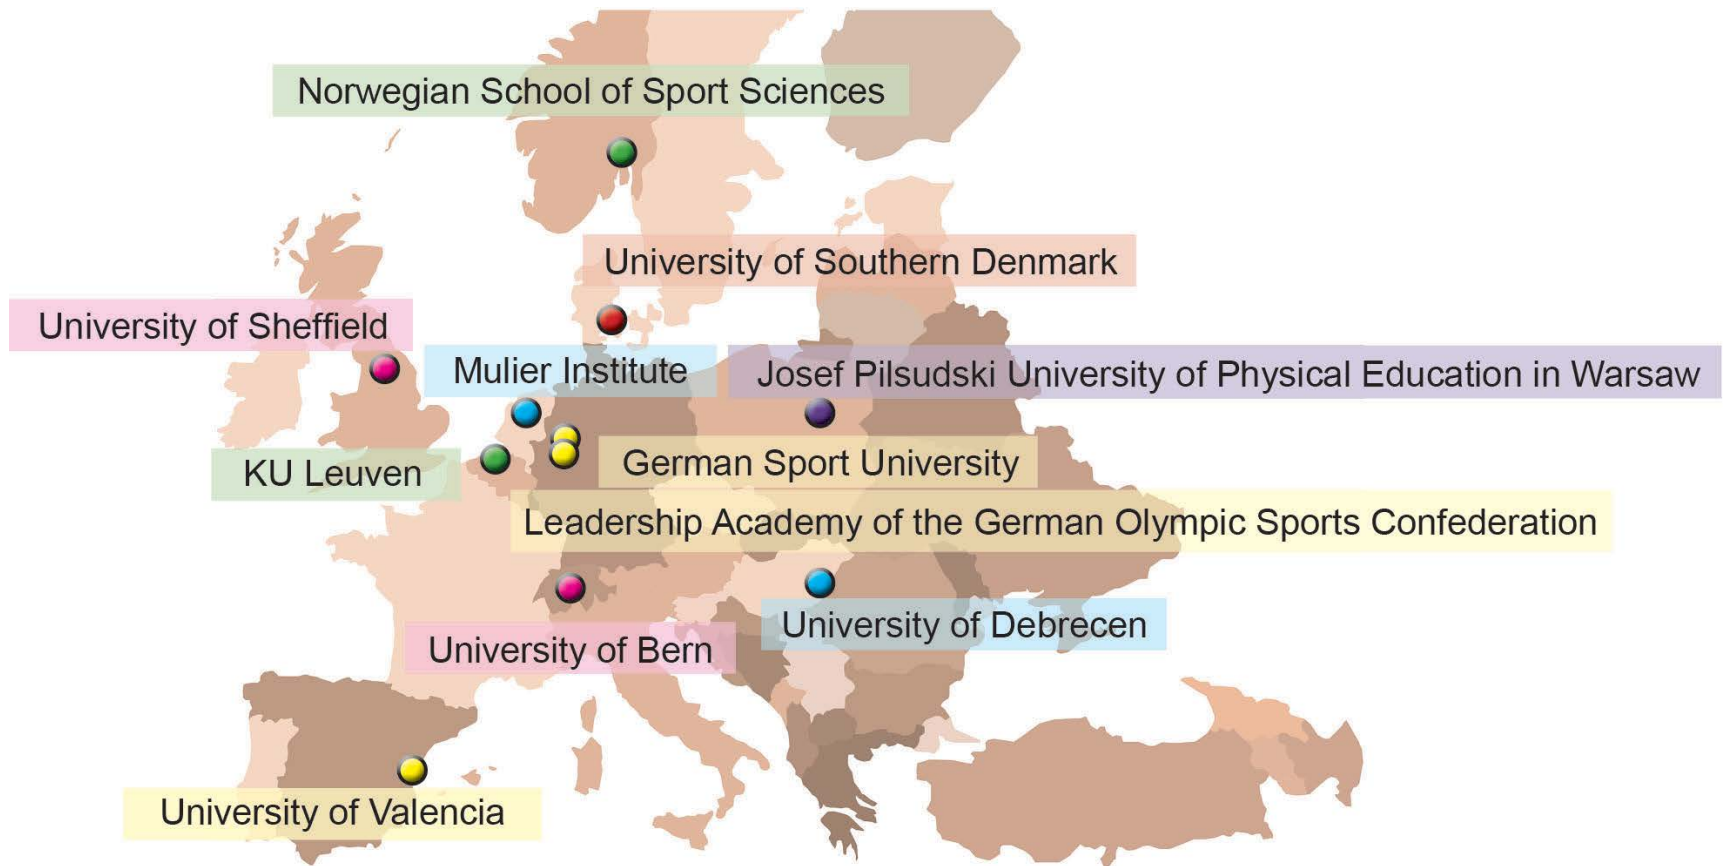 Norwegian School of Sport Sciences
University of Southern Denmark
University of Sheffield
Mulier Institute
Josef Pilsudski University of Physical Education in Warsaw
KU Leuven
German Sport University
Leadership Academy of the German Olympic Sports Confederation
University of Debrecen
University of Bern
University of Valencia